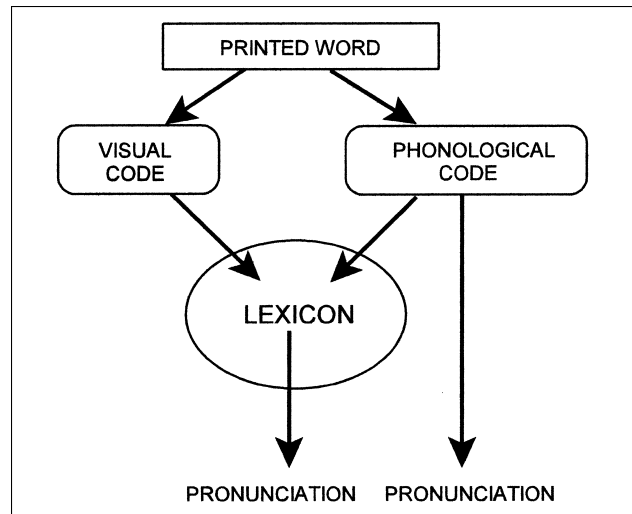 PRINTED WORD
VISUAL
CODE
PHONOLOGICAL
CODE
LEXICON
PRONUNCIATION
PRONUNCIATION